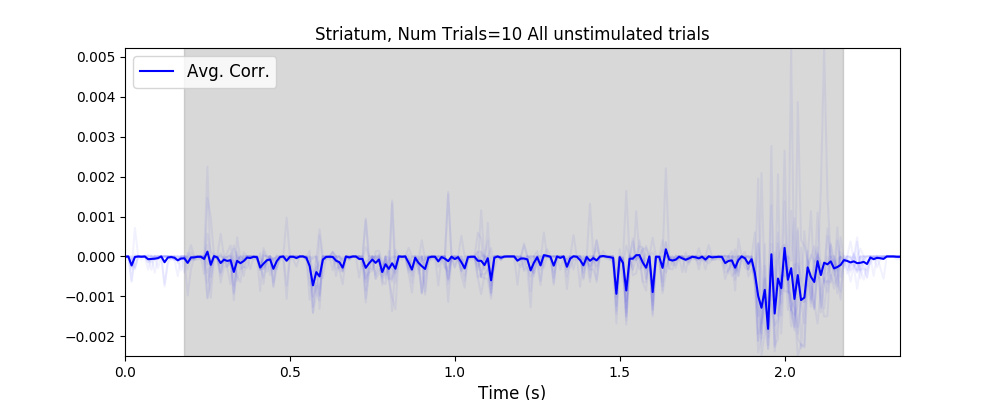 Striatum, Num Trials=10 All unstimulated trials
Avg. Corr.
0.005
0.004
0.003
0.002
0.001
0.000
−0.001
−0.002
0.0 0.5 1.0 1.5 2.0
Time (s)